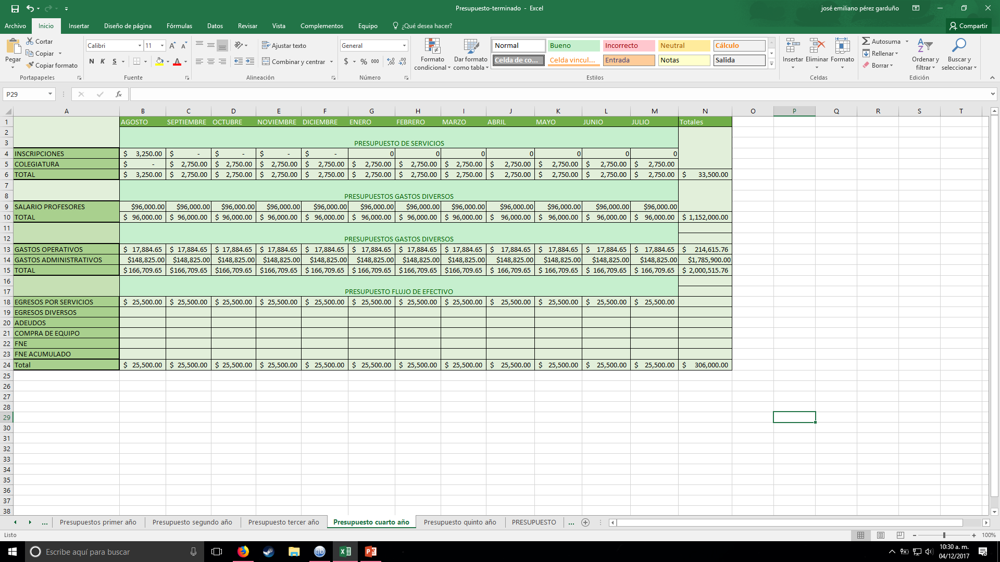 Presupuesto-terminado - Excel
josé emiliano pérez garduño
Archivo Inicio Insertar Diseño de página Fórmulas Datos Revisar Vista Complementos Equipo ¿Qué desea hacer? Compartir
Pegar
Cortar
Copiar
Copiar formato
Portapapeles
Calibri 11
N K S
Fuente
Ajustar texto
Combinar y centrar
Alineación
General
$ % 000
Número
Formato condicional
Dar formato como tabla
Normal Bueno Incorrecto Neutral Cálculo
Celda de co... Celda vincul... Entrada Notas Salida
Estilos
Insertar Eliminar Formato
Celdas
Autosuma
Rellenar
Borrar
Ordenar y filtrar
Buscar y seleccionar
Edición
P29 fx
A B C D E F G H I J K L M N O P Q R S T
1 AGOSTO SEPTIEMBRE OCTUBRE NOVIEMBRE DICIEMBRE ENERO FEBRERO MARZO ABRIL MAYO JUNIO JULIO Totales
2
3 PRESUPUESTO DE SERVICIOS
4 INSCRIPCIONES $ 3,250.00 $ - $ - $ - $ - 0 0 0 0 0 0 0
5 COLEGIATURA $ - $ 2,750.00 $ 2,750.00 $ 2,750.00 $ 2,750.00 $ 2,750.00 $ 2,750.00 $ 2,750.00 $ 2,750.00 $ 2,750.00 $ 2,750.00 $ 2,750.00
6 TOTAL $ 3,250.00 $ 2,750.00 $ 2,750.00 $ 2,750.00 $ 2,750.00 $ 2,750.00 $ 2,750.00 $ 2,750.00 $ 2,750.00 $ 2,750.00 $ 2,750.00 $ 2,750.00 $ 33,500.00
7
8 PRESUPUESTOS GASTOS DIVERSOS
9 SALARIO PROFESORES $96,000.00 $96,000.00 $96,000.00 $96,000.00 $96,000.00 $96,000.00 $96,000.00 $96,000.00 $96,000.00 $96,000.00 $96,000.00 $96,000.00
10 TOTAL $ 96,000.00 $ 96,000.00 $ 96,000.00 $ 96,000.00 $ 96,000.00 $ 96,000.00 $ 96,000.00 $ 96,000.00 $ 96,000.00 $ 96,000.00 $ 96,000.00 $ 96,000.00 $ 1,152,000.00
11
12 PRESUPUESTOS GASTOS DIVERSOS
13 GASTOS OPERATIVOS $ 17,884.65 $ 17,884.65 $ 17,884.65 $ 17,884.65 $ 17,884.65 $ 17,884.65 $ 17,884.65 $ 17,884.65 $ 17,884.65 $ 17,884.65 $ 17,884.65 $ 17,884.65 $ 214,615.76
14 GASTOS ADMINISTRATIVOS $148,825.00 $148,825.00 $148,825.00 $148,825.00 $148,825.00 $148,825.00 $148,825.00 $148,825.00 $148,825.00 $148,825.00 $148,825.00 $148,825.00 $1,785,900.00
15 TOTAL $ 166,709.65 $166,709.65 $166,709.65 $166,709.65 $ 166,709.65 $ 166,709.65 $ 166,709.65 $166,709.65 $ 166,709.65 $ 166,709.65 $ 166,709.65 $ 166,709.65 $ 2,000,515.76
16
17 PRESUPUESTO FLUJO DE EFECTIVO
18 EGRESOS POR SERVICIOS $ 25,500.00 $ 25,500.00 $ 25,500.00 $ 25,500.00 $ 25,500.00 $ 25,500.00 $ 25,500.00 $ 25,500.00 $ 25,500.00 $ 25,500.00 $ 25,500.00 $ 25,500.00
19 EGRESOS DIVERSOS
20 ADEUDOS
21 COMPRA DE EQUIPO
22 FNE
23 FNE ACUMULADO
24 Total $ 25,500.00 $ 25,500.00 $ 25,500.00 $ 25,500.00 $ 25,500.00 $ 25,500.00 $ 25,500.00 $ 25,500.00 $ 25,500.00 $ 25,500.00 $ 25,500.00 $ 25,500.00 $ 306,000.00
25
26
27
28
29
30
31
32
33
34
35
36
37
38
... Presupuestos primer año Presupuesto segundo año Presupuesto tercer año Presupuesto cuarto año Presupuesto quinto año PRESUPUESTO ...
Listo 100%
Escribe aquí para buscar
10:30 a. m.
04/12/2017